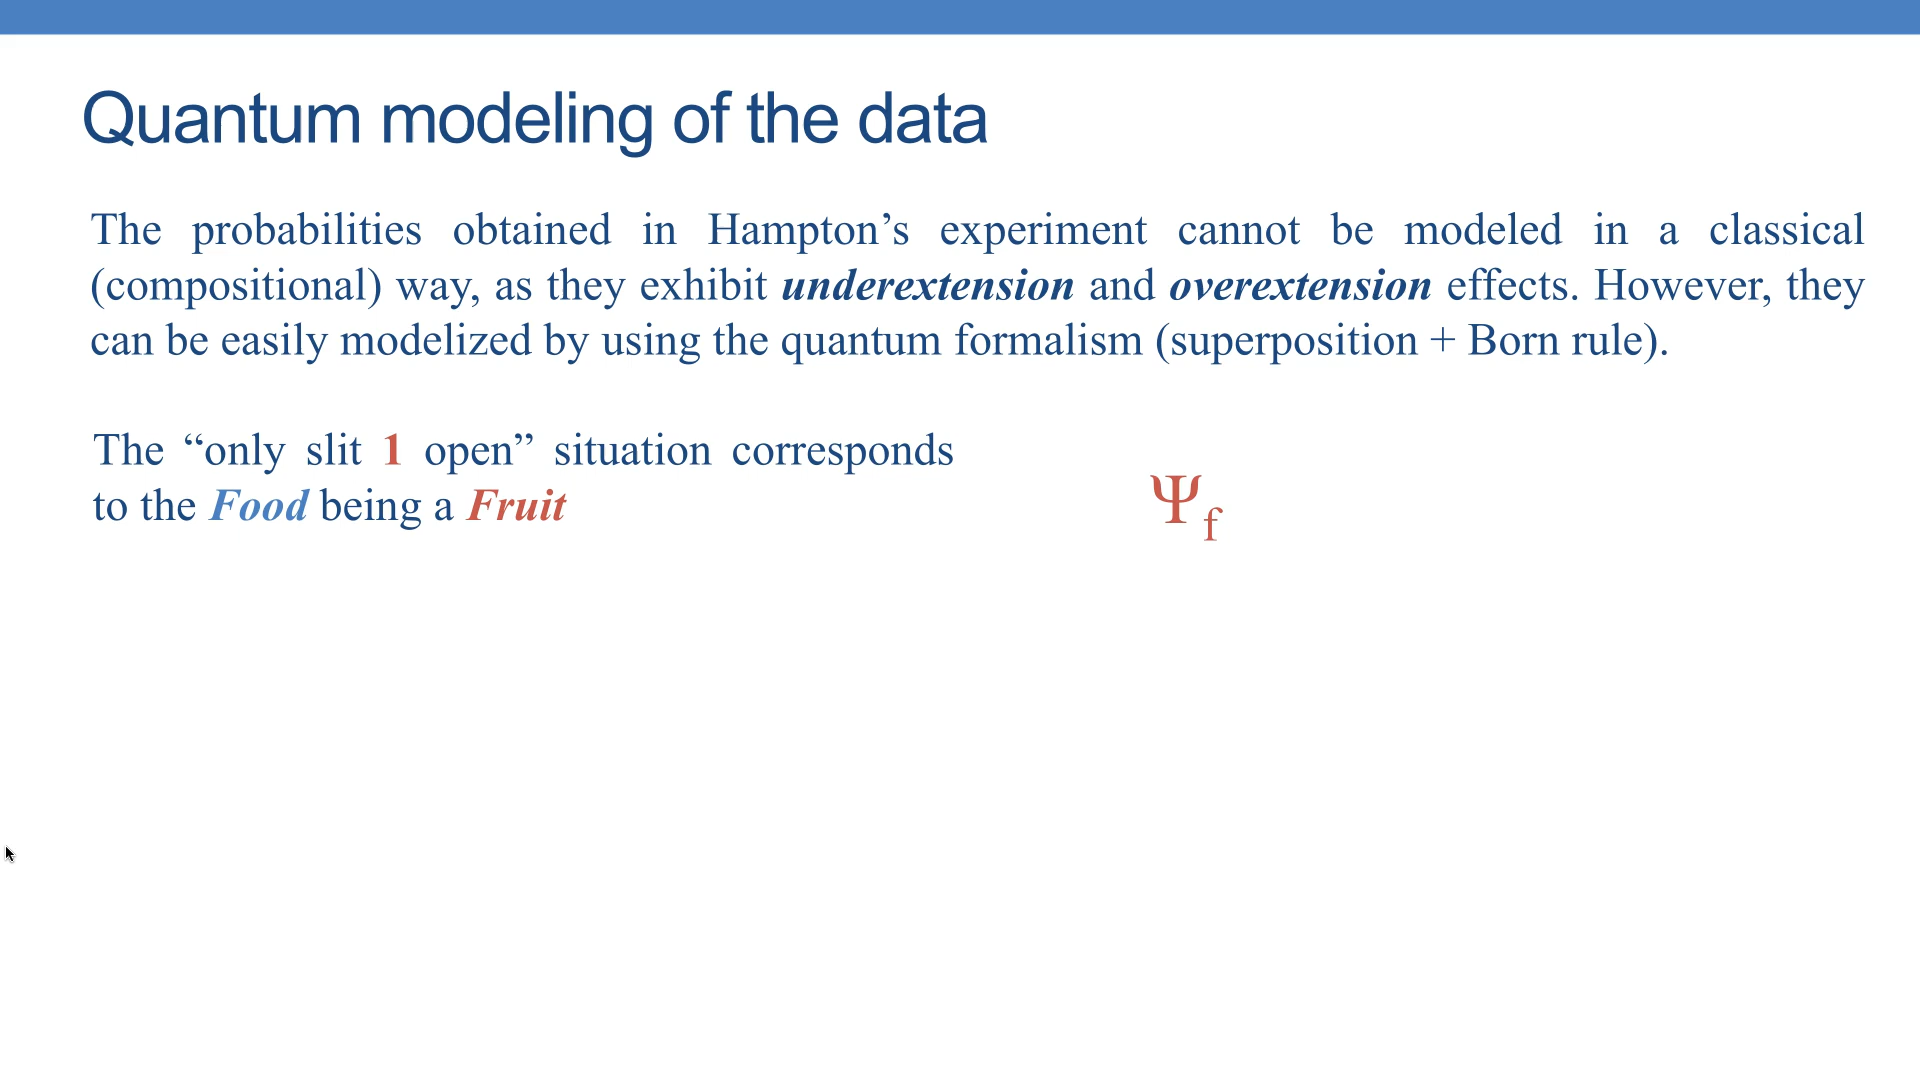 Quantum modeling of the data
The probabilities obtained in Hampton’s experiment cannot be modeled in a classical
(compositional) way, as they exhibit underextension and overextension effects. However, they
can be easily modelized by using the quantum formalism (superposition + Born rule).
The “only slit 1 open” situation corresponds
to the Food being a Fruit
Ψf